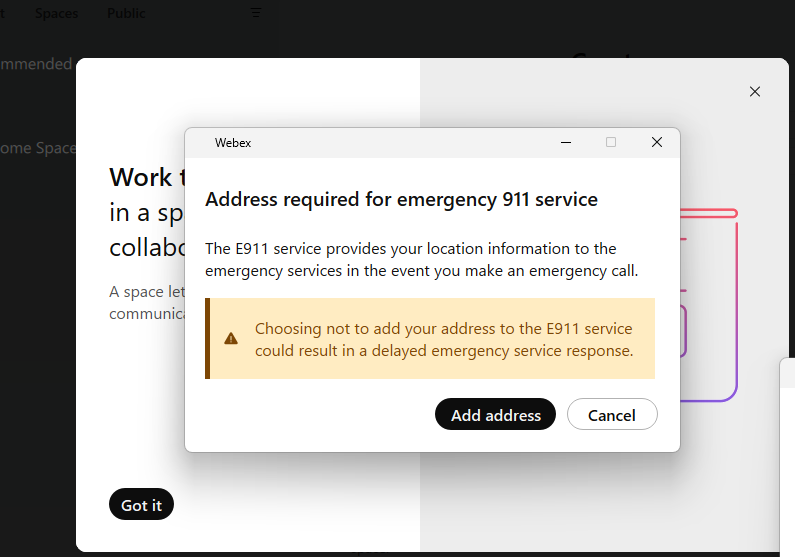 Spaces
Public
mmended
ome Space
Webex
Work t
in a sp
collabo
A space let
communica
Address required for emergency 911 service
The E911 service provides your location information to the
emergency services in the event you make an emergency call.
Choosing not to add your address to the E911 service
could result in a delayed emergency service response.
Add address
Cancel
Got it